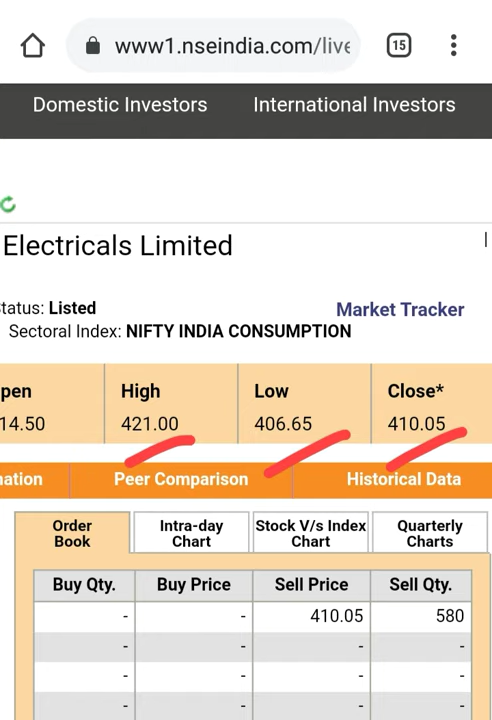 www1.nseindia.com/live
15
Domestic Investors International Investors
Electricals Limited
tatus: Listed
Market Tracker
Sectoral Index: NIFTY INDIA CONSUMPTION
pen High Low Close*
14.50 421.00 406.65 410.05
nation Peer Comparison Historical Data
Order Book
Intra-day Chart
Stock V/s Index Chart
Quarterly Charts
Buy Qty. Buy Price Sell Price Sell Qty.
- - 410.05 580
- - - -
- - - -
- - - -